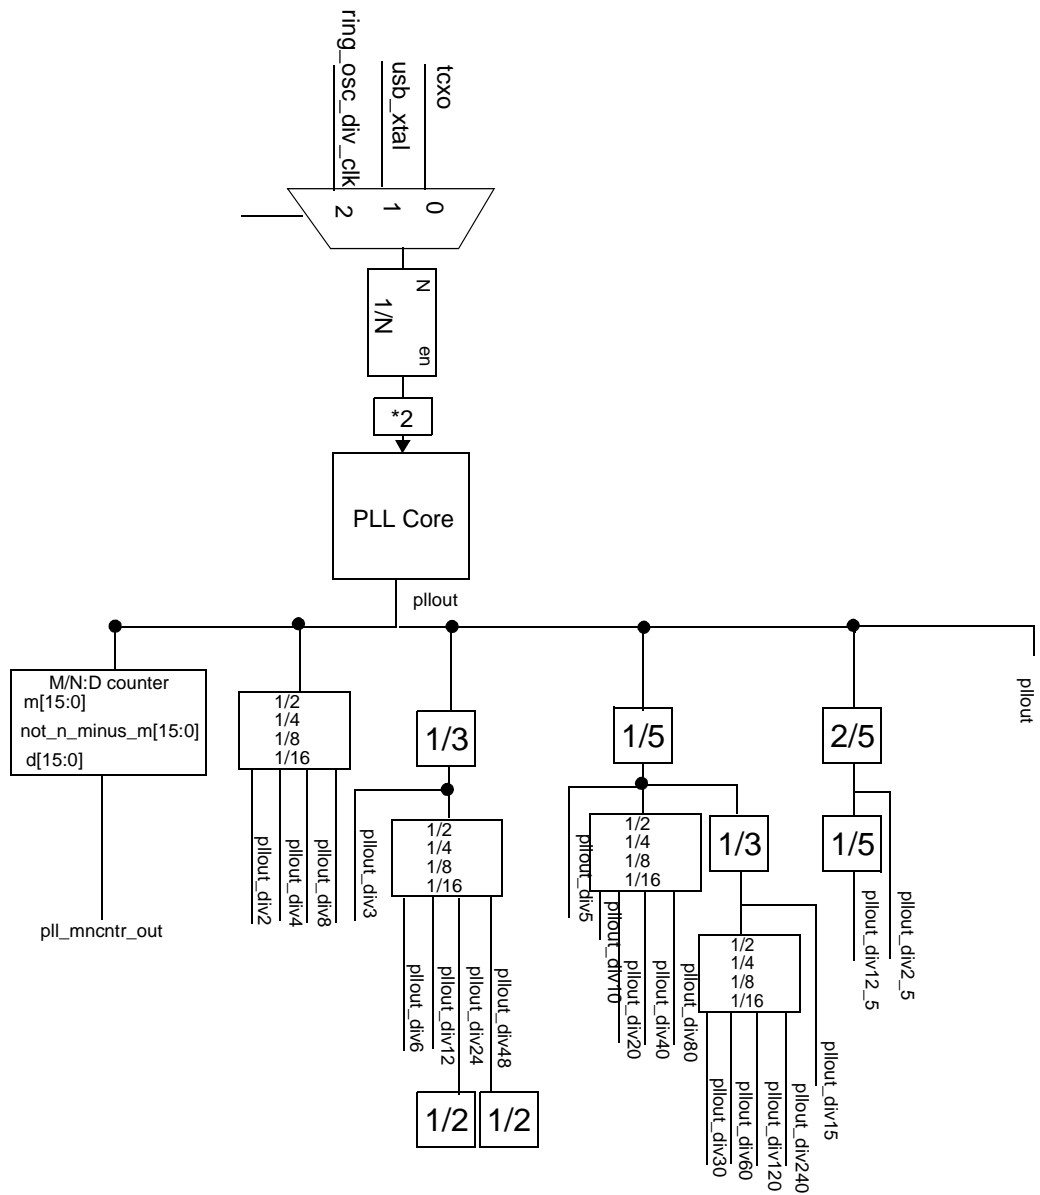 ring_osc_div_clk
usb_xtal
tcxo
2
1
0
N
1/N
en
*2
PLL Core
pllout
M/N:D counter
m[15:0]
not_n_minus_m[15:0]
d[15:0]
pll_mncntr_out
1/2
1/4
1/8
1/16
pllout_div2
pllout_div4
pllout_div8
1/3
pllout_div3
1/2
1/4
1/8
1/16
pllout_div6
pllout_div12
pllout_div24
pllout_div48
1/2
1/2
1/5
pllout_div5
1/2
1/4
1/8
1/16
pllout_div10
pllout_div20
pllout_div40
pllout_div80
1/3
1/2
1/4
1/8
1/16
pllout_div30
pllout_div60
pllout_div120
pllout_div240
pllout_div15
2/5
1/5
pllout_div12_5
pllout_div2_5
pllout